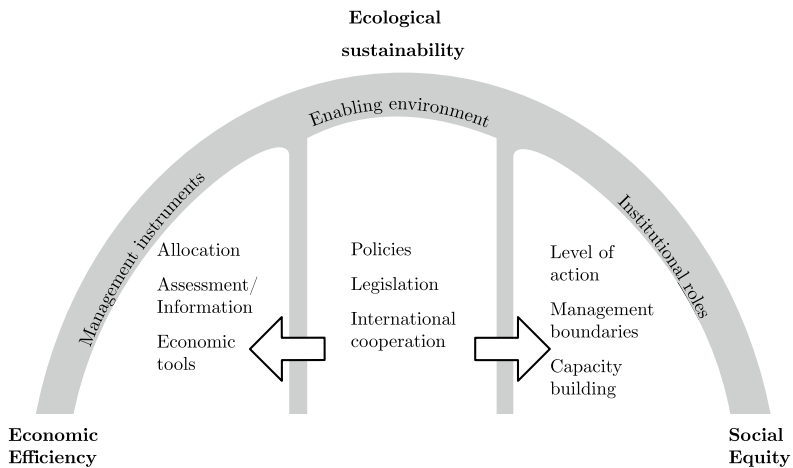 Ecological
sustainability
Enabling environment
Management instruments
Institutional roles
Allocation
Assessment/
Information
Economic
tools
Policies
Legislation
International
cooperation
Level of
action
Management
boundaries
Capacity
building
Economic
Efficiency
Social
Equity